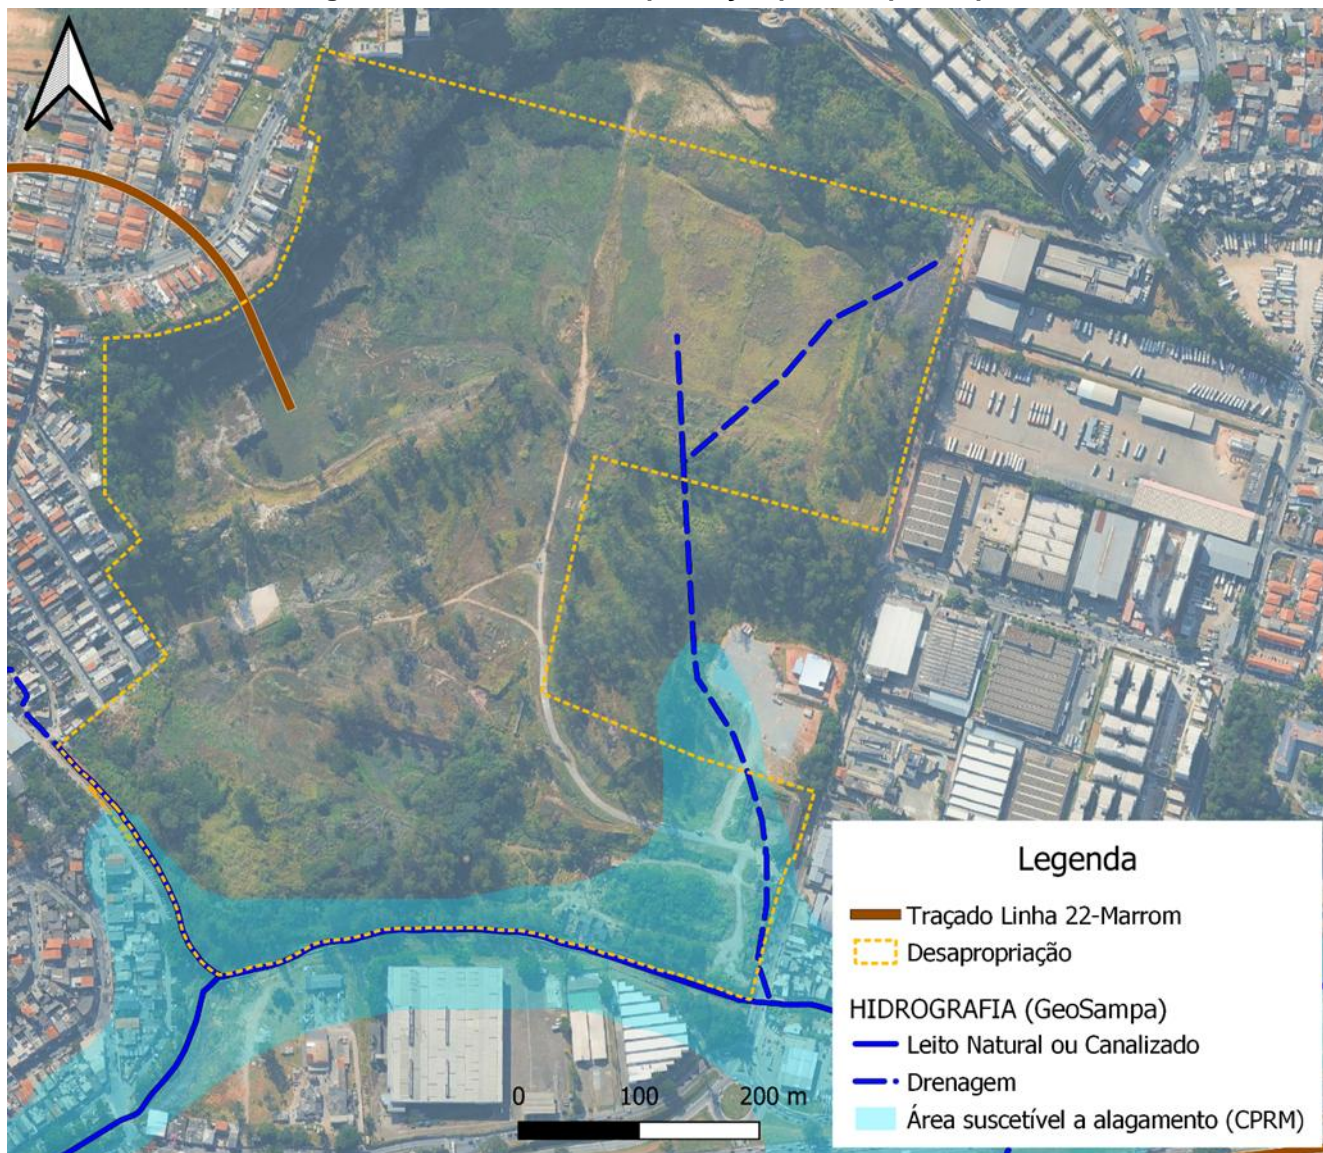 Legenda
Traçado Linha 22-Marrom
Desapropriação
HIDROGRAFIA (GeoSampa)
Leito Natural ou Canalizado
Drenagem
Área suscetível a alagamento (CPRM)
0 100 200 m